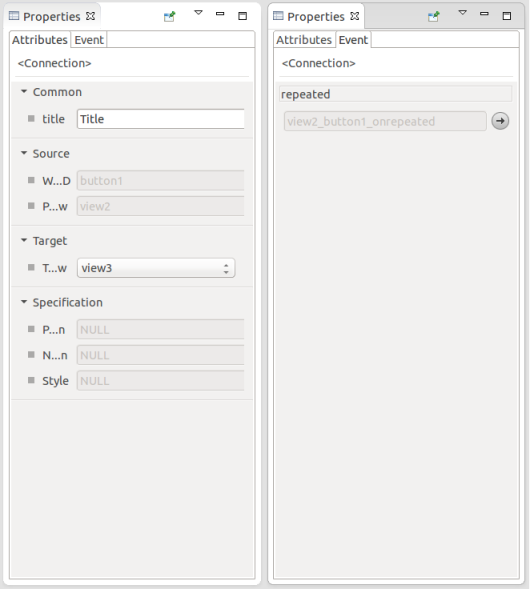 Properties
Attributes Event
<Connection>
Common
title Title
Source
W...D button1
P...w view2
Target
T...w view3
Specification
P...n NULL
N...n NULL
Style NULL
Properties
Attributes Event
<Connection>
repeated
view2_button1_onrepeated